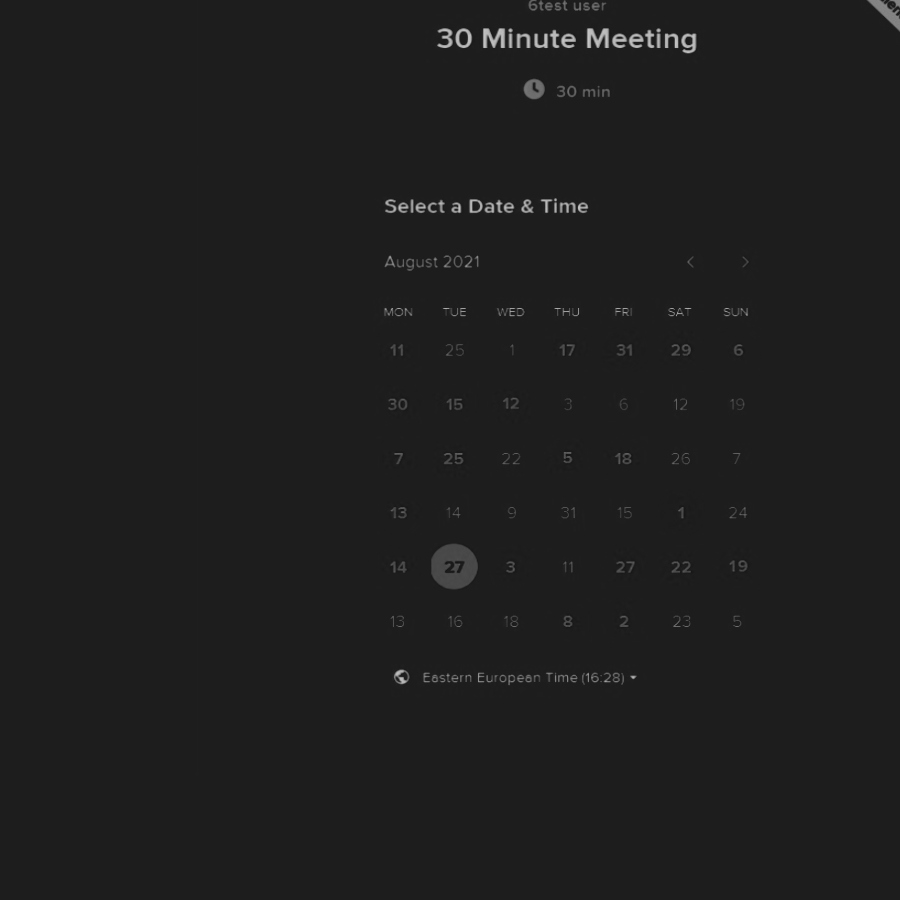 6test user
30 Minute Meeting
30 min
Select a Date & Time
August 2021
MON TUE WED THU FRI SAT SUN
11 25 1 17 31 29 6
30 15 12 3 6 12 19
7 25 22 5 18 26 7
13 14 9 31 15 1 24
14 27 3 11 27 22 19
13 16 18 8 2 23 5
Eastern European Time (16:28)